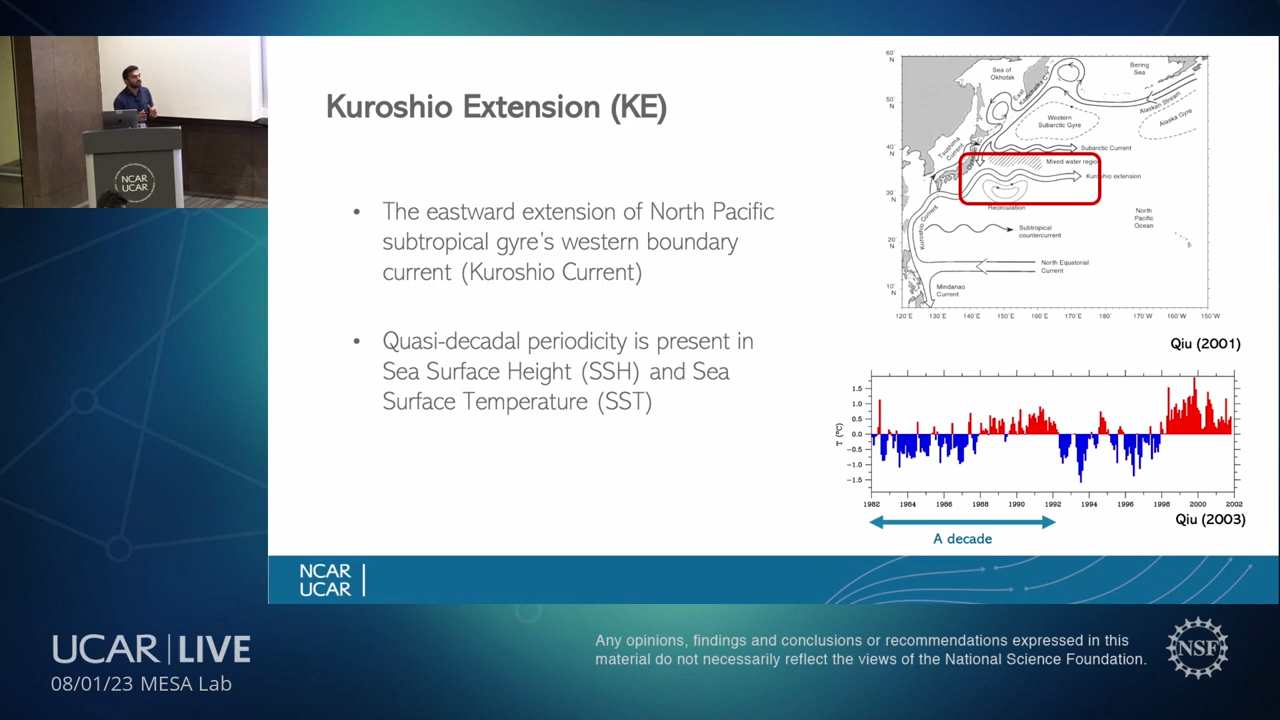 NCAR
UCAR
Kuroshio Extension (KE)
• The eastward extension of North Pacific
subtropical gyre's western boundary
current (Kuroshio Current)
• Quasi-decadal periodicity is present in
Sea Surface Height (SSH) and Sea
Surface Temperature (SST)
60°
N
50°
N
40°
N
30°
N
20°
N
10°
N
Sea of
Okhotsk
Bering
Sea
East
Kamchatka C.
Alaskan Stream
Western
Subarctic Gyre
Alaska Gyre
Tsushima
Current
Subarctic Current
Mixed water region
Kuroshio extension
Recirculation
Kuroshio Current
Subtropical
countercurrent
North
Pacific
Ocean
North Equatorial
Current
Mindanao
Current
120°E 130°E 140°E 150°E 160°E 170°E 180° 170°W 160°W 150°W
Qiu (2001)
T (°C)
1.5
1.0
0.5
0.0
−0.5
−1.0
−1.5
1982 1984 1986 1988 1990 1992 1994 1996 1998 2000 2002
Qiu (2003)
A decade
NCAR
UCAR
UCAR | LIVE
08/01/23 MESA Lab
Any opinions, findings and conclusions or recommendations expressed in this
material do not necessarily reflect the views of the National Science Foundation.
NSF